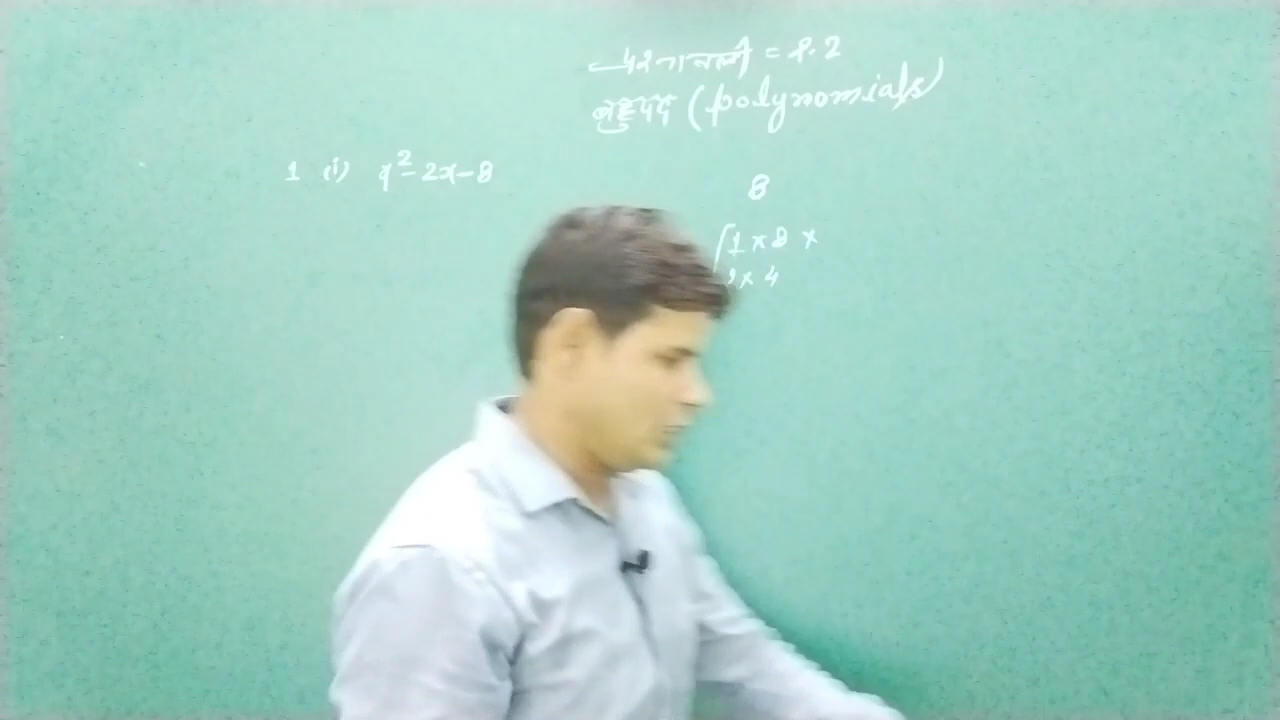 प्रश्नावली = 2.2
बहुपद (polynomials)
1 (i) x² - 2x - 8
8
1 × 8 ×
2 × 4